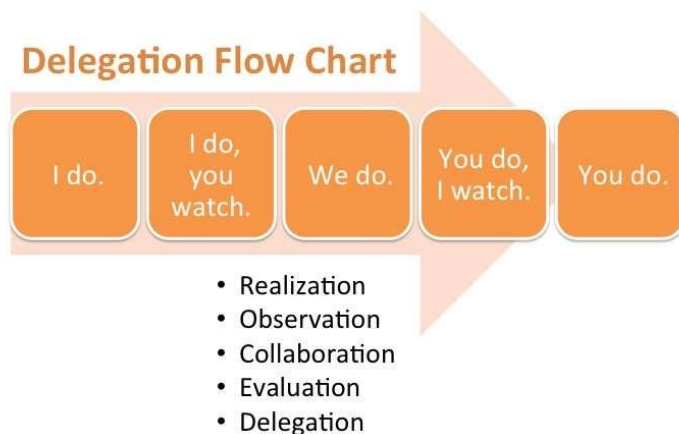 Delegation Flow Chart
I do.
I do,
you
watch.
We do.
You do,
I watch.
You do.
• Realization
• Observation
• Collaboration
• Evaluation
• Delegation